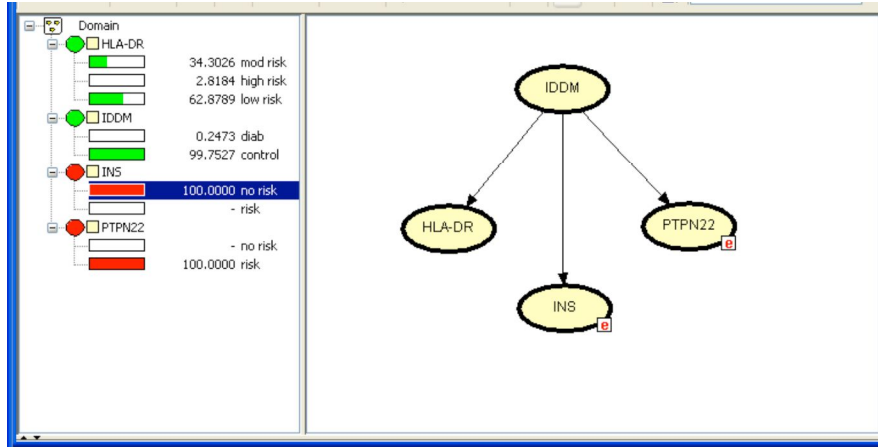 Domain
HLA-DR
34.3026 mod risk
2.8184 high risk
62.8789 low risk
IDDM
0.2473 diab
99.7527 control
INS
100.0000 no risk
- risk
PTPN22
- no risk
100.0000 risk
IDDM
HLA-DR
PTPN22
e
INS
e